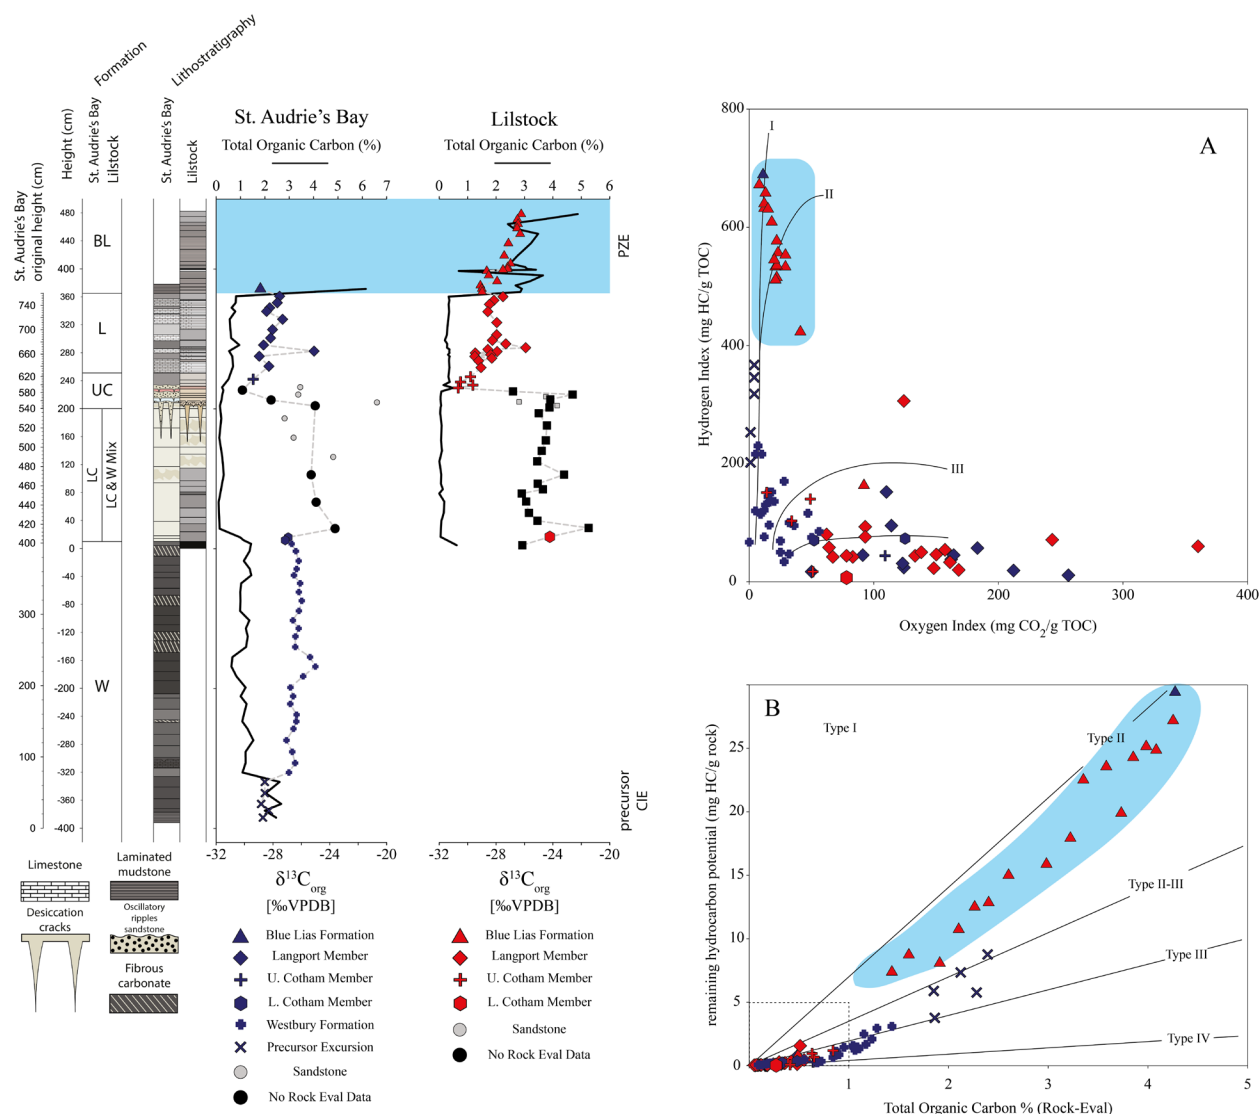 Formation
Lithostratigraphy
St. Audrie's Bay
original height (cm)
Height (cm)
St. Audrie's Bay
Lilstock
St. Audrie's Bay
Lilstock
St. Audrie's Bay
Total Organic Carbon (%)
0 1 2 3 4 5 6 7
Lilstock
Total Organic Carbon (%)
0 1 2 3 4 5 6
740
700
660
620
580
540
520
500
480
460
440
420
400
300
200
100
0
480
440
400
360
320
280
240
200
160
120
80
40
0
-40
-80
-120
-160
-200
-240
-280
-320
-360
-400
BL
L
UC
LC
LC & W Mix
W
PZE
precursor
CIE
-32 -28 -24 -20
δ13Corg
[‰VPDB]
-32 -28 -24 -20
δ13Corg
[‰VPDB]
Limestone
Laminated
mudstone
Desiccation
cracks
Oscillatory
ripples
sandstone
Fibrous
carbonate
Blue Lias Formation
Langport Member
U. Cotham Member
L. Cotham Member
Westbury Formation
Precursor Excursion
Sandstone
No Rock Eval Data
Blue Lias Formation
Langport Member
U. Cotham Member
L. Cotham Member
Sandstone
No Rock Eval Data
A
Hydrogen Index (mg HC/g TOC)
800
600
400
200
0
I
II
III
0 100 200 300 400
Oxygen Index (mg CO2/g TOC)
B
remaining hydrocarbon potential (mg HC/g rock)
25
20
15
10
5
0
Type I
Type II
Type II-III
Type III
Type IV
1 2 3 4 5
Total Organic Carbon % (Rock-Eval)